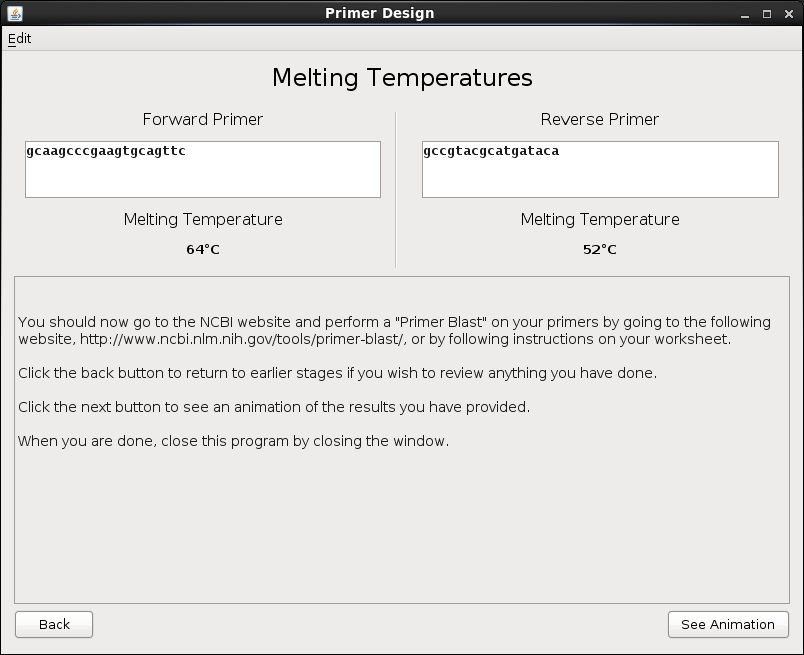 Primer Design
Edit
Melting Temperatures
Forward Primer
gcaagcccgaagtgcagttc
Melting Temperature
64°C
Reverse Primer
gccgtacgcatgataca
Melting Temperature
52°C
You should now go to the NCBI website and perform a "Primer Blast" on your primers by going to the following
website, http://www.ncbi.nlm.nih.gov/tools/primer-blast/, or by following instructions on your worksheet.
Click the back button to return to earlier stages if you wish to review anything you have done.
Click the next button to see an animation of the results you have provided.
When you are done, close this program by closing the window.
Back
See Animation